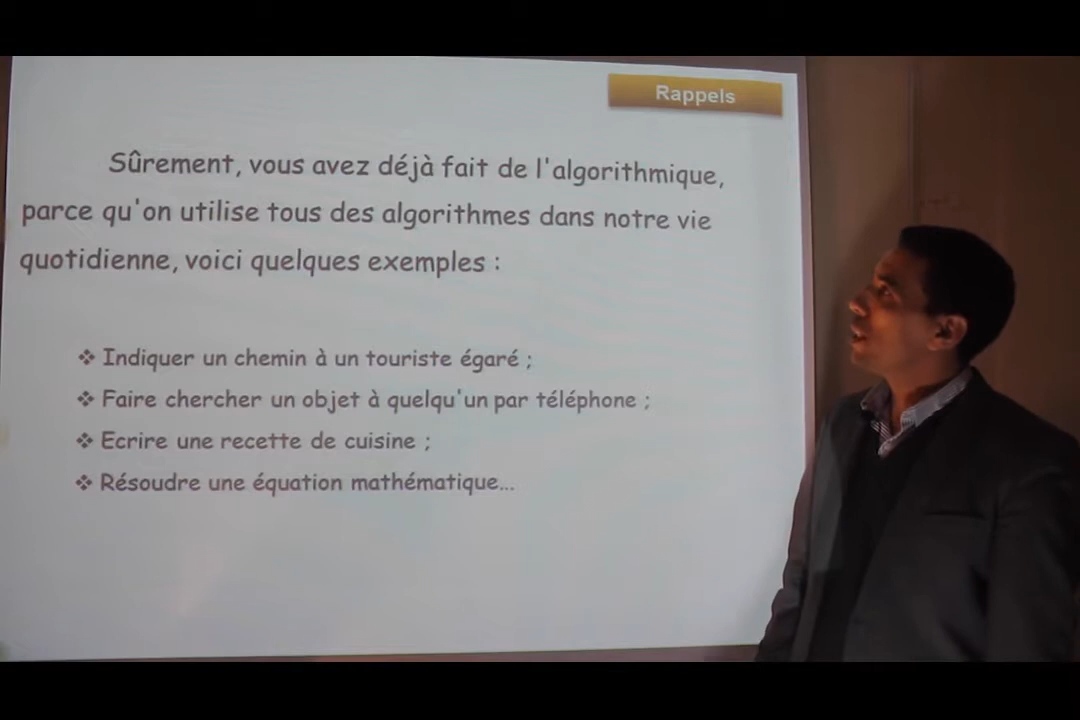 Rappels
Sûrement, vous avez déjà fait de l'algorithmique,
parce qu'on utilise tous des algorithmes dans notre vie
quotidienne, voici quelques exemples :
❖ Indiquer un chemin à un touriste égaré ;
❖ Faire chercher un objet à quelqu'un par téléphone ;
❖ Ecrire une recette de cuisine ;
❖ Résoudre une équation mathématique...